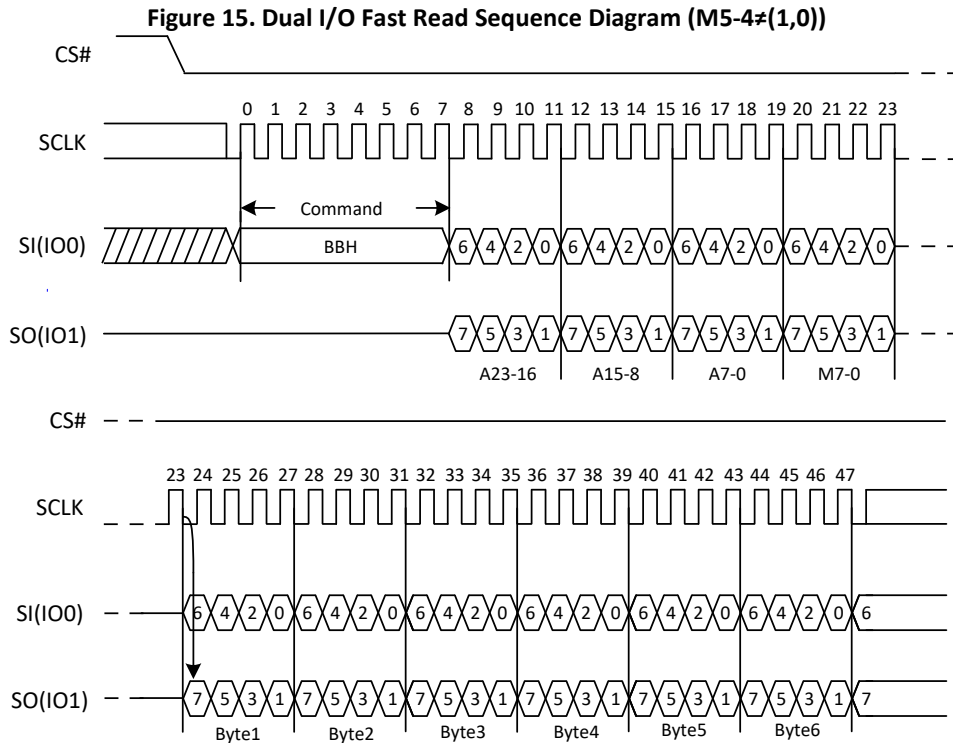 Figure 15. Dual I/O Fast Read Sequence Diagram (M5-4≠(1,0))
CS#
0 1 2 3 4 5 6 7 8 9 10 11 12 13 14 15 16 17 18 19 20 21 22 23
SCLK
Command
SI(IO0) BBH 6 4 2 0 6 4 2 0 6 4 2 0 6 4 2 0
SO(IO1) 7 5 3 1 7 5 3 1 7 5 3 1 7 5 3 1
A23-16 A15-8 A7-0 M7-0
CS#
23 24 25 26 27 28 29 30 31 32 33 34 35 36 37 38 39 40 41 42 43 44 45 46 47
SCLK
SI(IO0) 6 4 2 0 6 4 2 0 6 4 2 0 6 4 2 0 6 4 2 0 6 4 2 0 6
SO(IO1) 7 5 3 1 7 5 3 1 7 5 3 1 7 5 3 1 7 5 3 1 7 5 3 1 7
Byte1 Byte2 Byte3 Byte4 Byte5 Byte6